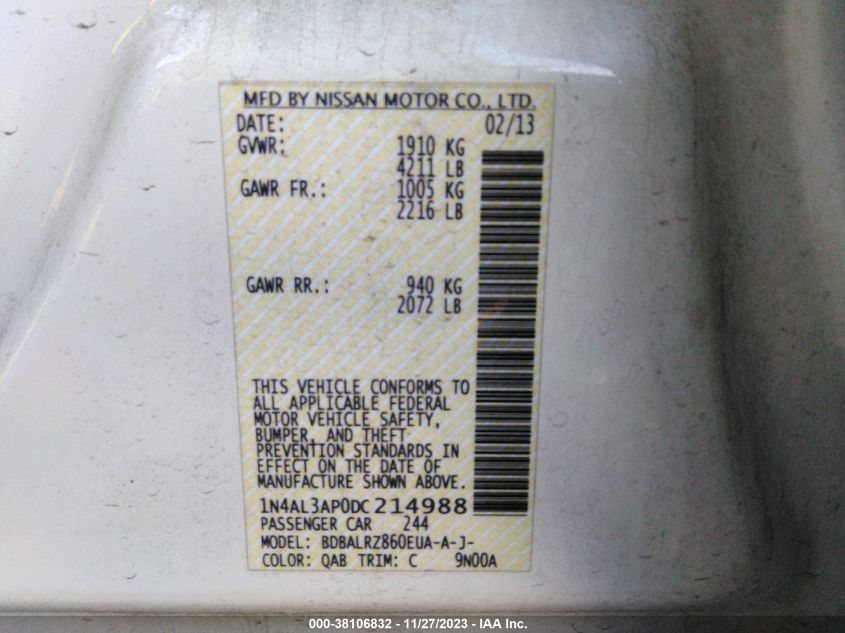 MFD BY NISSAN MOTOR CO., LTD.
DATE: 02/13
GVWR: 1910 KG
4211 LB
GAWR FR.: 1005 KG
2216 LB
GAWR RR.: 940 KG
2072 LB
THIS VEHICLE CONFORMS TO
ALL APPLICABLE FEDERAL
MOTOR VEHICLE SAFETY,
BUMPER, AND THEFT
PREVENTION STANDARDS IN
EFFECT ON THE DATE OF
MANUFACTURE SHOWN ABOVE.
1N4AL3AP0DC214988
PASSENGER CAR 244
MODEL: BDBALRZ860EUA-A-J-
COLOR: QAB TRIM: C 9N00A
000-38106832 - 11/27/2023 - IAA Inc.